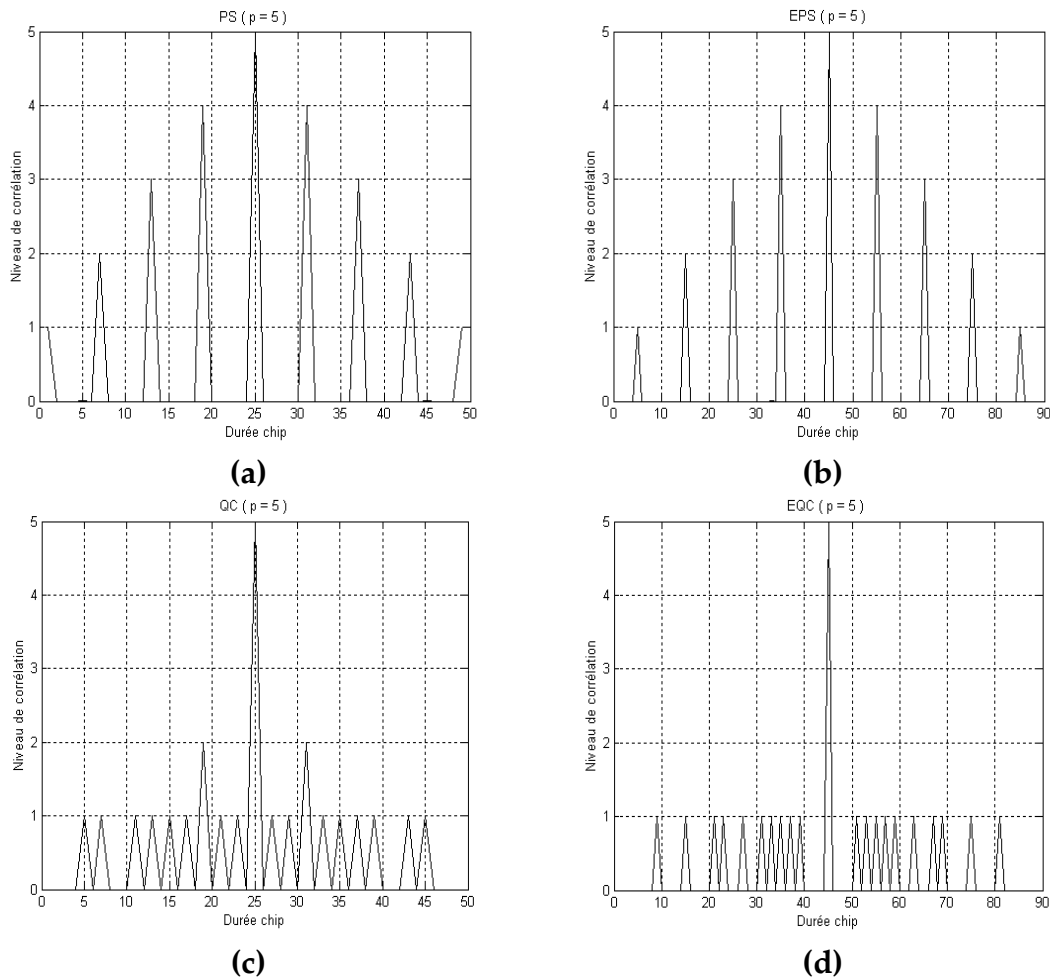 PS ( p = 5 )
5
4
3
2
1
0
Niveau de corrélation
0 5 10 15 20 25 30 35 40 45 50
Durée chip
(a)
EPS (p = 5 )
5
4
3
2
1
0
Niveau de corrélation
0 10 20 30 40 50 60 70 80 90
Durée chip
(b)
QC ( p = 5 )
5
4
3
2
1
0
Niveau de corrélation
0 5 10 15 20 25 30 35 40 45 50
Durée chip
(c)
EQC ( p = 5 )
5
4
3
2
1
0
Niveau de corrélation
0 10 20 30 40 50 60 70 80 90
Durée chip
(d)